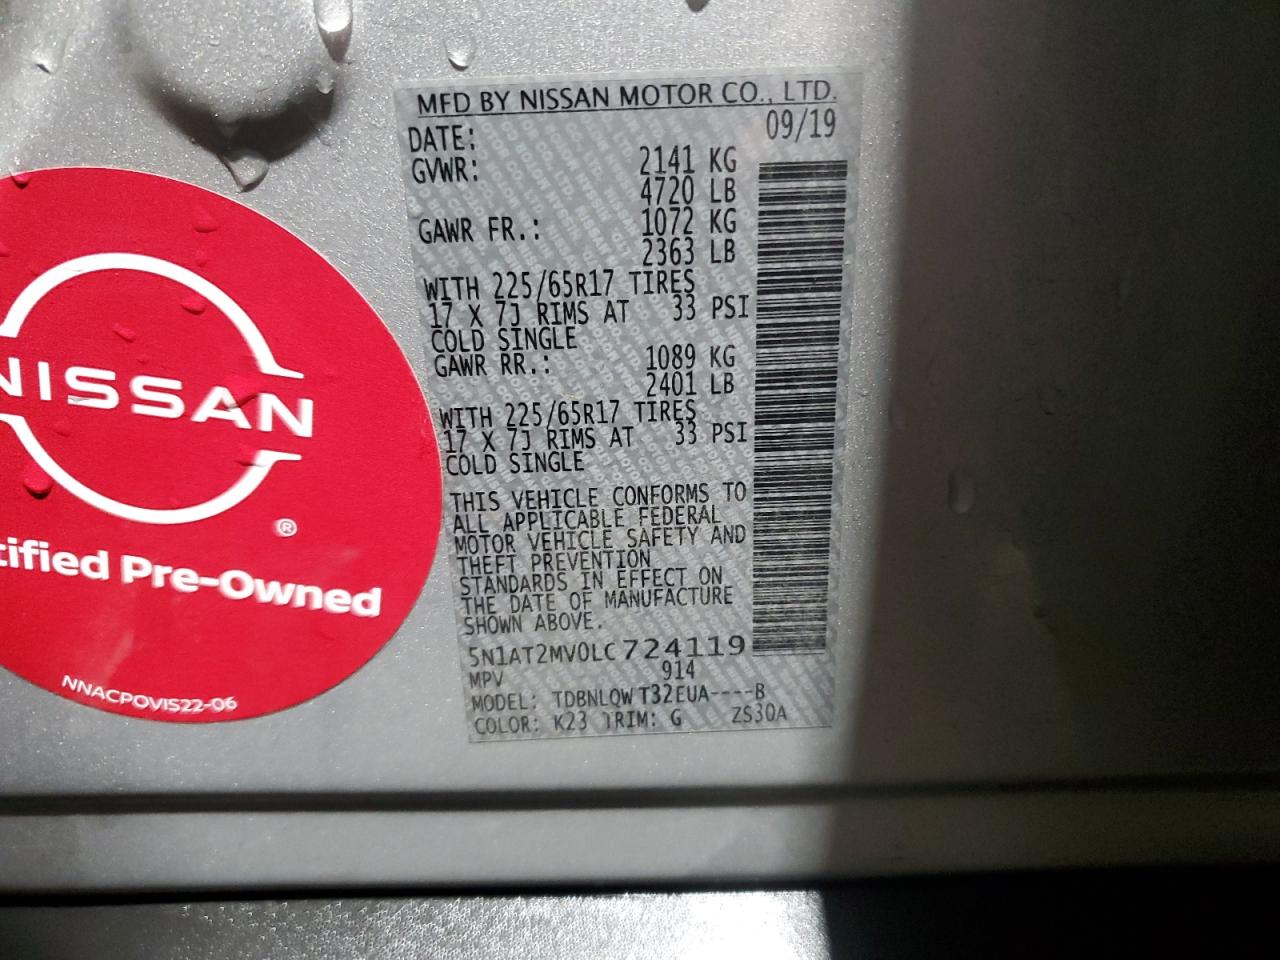 MFD BY NISSAN MOTOR CO., LTD.
DATE: 09/19
GVWR: 2141 KG
4720 LB
GAWR FR.: 1072 KG
2363 LB
WITH 225/65R17 TIRES
17 X 7J RIMS AT 33 PSI
COLD SINGLE
GAWR RR.: 1089 KG
2401 LB
WITH 225/65R17 TIRES
17 X 7J RIMS AT 33 PSI
COLD SINGLE
THIS VEHICLE CONFORMS TO
ALL APPLICABLE FEDERAL
MOTOR VEHICLE SAFETY AND
THEFT PREVENTION
STANDARDS IN EFFECT ON
THE DATE OF MANUFACTURE
SHOWN ABOVE.
5N1AT2MV0LC724119
MPV 914
MODEL: TDBNLQWT32EUA----B
COLOR: K23 TRIM: G ZS30A
NISSAN
®
tified Pre-Owned
NNACPOVIS22-06